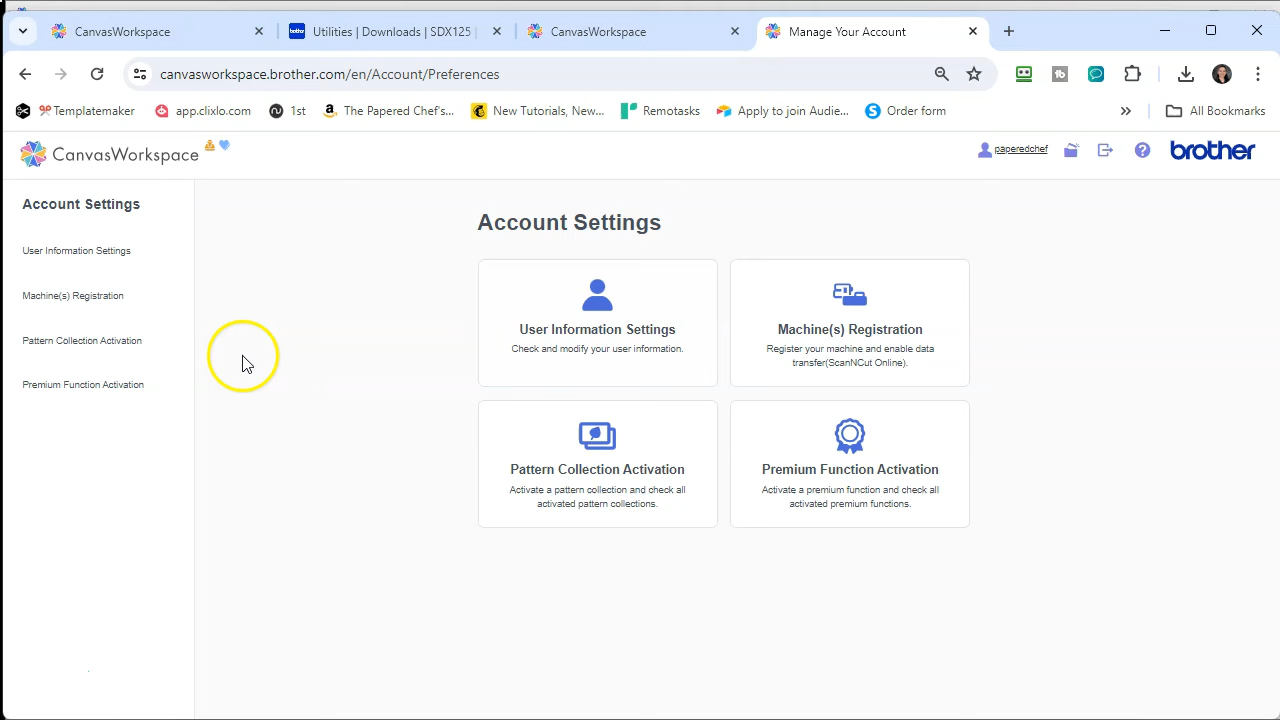 CanvasWorkspace
Utilities | Downloads | SDX125
CanvasWorkspace
Manage Your Account
canvasworkspace.brother.com/en/Account/Preferences
Templatemaker
app.clixlo.com
1st
The Papered Chef's...
New Tutorials, New...
Remotasks
Apply to join Audie...
Order form
»
All Bookmarks
CanvasWorkspace
paperedchef
brother
Account Settings
User Information Settings
Machine(s) Registration
Pattern Collection Activation
Premium Function Activation
Account Settings
User Information Settings
Check and modify your user information.
Machine(s) Registration
Register your machine and enable data
transfer(ScanNCut Online).
Pattern Collection Activation
Activate a pattern collection and check all
activated pattern collections.
Premium Function Activation
Activate a premium function and check all
activated premium functions.